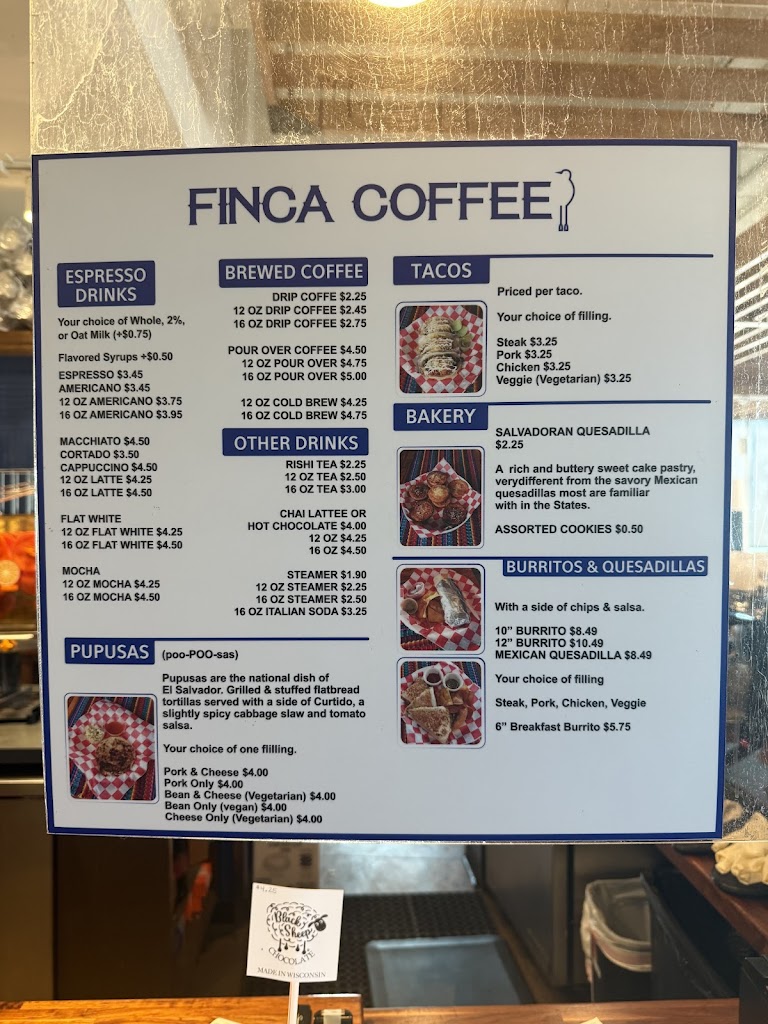 FINCA COFFEE
ESPRESSO
DRINKS
Your choice of Whole, 2%,
or Oat Milk (+$0.75)
Flavored Syrups +$0.50
ESPRESSO $3.45
AMERICANO $3.45
12 OZ AMERICANO $3.75
16 OZ AMERICANO $3.95
MACCHIATO $4.50
CORTADO $3.50
CAPPUCCINO $4.50
12 OZ LATTE $4.25
16 OZ LATTE $4.50
FLAT WHITE
12 OZ FLAT WHITE $4.25
16 OZ FLAT WHITE $4.50
MOCHA
12 OZ MOCHA $4.25
16 OZ MOCHA $4.50
BREWED COFFEE
DRIP COFFE $2.25
12 OZ DRIP COFFEE $2.45
16 OZ DRIP COFFEE $2.75
POUR OVER COFFEE $4.50
12 OZ POUR OVER $4.75
16 OZ POUR OVER $5.00
12 OZ COLD BREW $4.25
16 OZ COLD BREW $4.75
OTHER DRINKS
RISHI TEA $2.25
12 OZ TEA $2.50
16 OZ TEA $3.00
CHAI LATTEE OR
HOT CHOCOLATE $4.00
12 OZ $4.25
16 OZ $4.50
STEAMER $1.90
12 OZ STEAMER $2.25
16 OZ STEAMER $2.50
16 OZ ITALIAN SODA $3.25
PUPUSAS (poo-POO-sas)
Pupusas are the national dish of
El Salvador. Grilled & stuffed flatbread
tortillas served with a side of Curtido, a
slightly spicy cabbage slaw and tomato
salsa.
Your choice of one flilling.
Pork & Cheese $4.00
Pork Only $4.00
Bean & Cheese (Vegetarian) $4.00
Bean Only (vegan) $4.00
Cheese Only (Vegetarian) $4.00
TACOS
Priced per taco.
Your choice of filling.
Steak $3.25
Pork $3.25
Chicken $3.25
Veggie (Vegetarian) $3.25
BAKERY
SALVADORAN QUESADILLA
$2.25
A rich and buttery sweet cake pastry,
verydifferent from the savory Mexican
quesadillas most are familiar
with in the States.
ASSORTED COOKIES $0.50
BURRITOS & QUESADILLAS
With a side of chips & salsa.
10” BURRITO $8.49
12” BURRITO $10.49
MEXICAN QUESADILLA $8.49
Your choice of filling
Steak, Pork, Chicken, Veggie
6” Breakfast Burrito $5.75
Black
Sheep
CHOCOLATE
MADE IN WISCONSIN